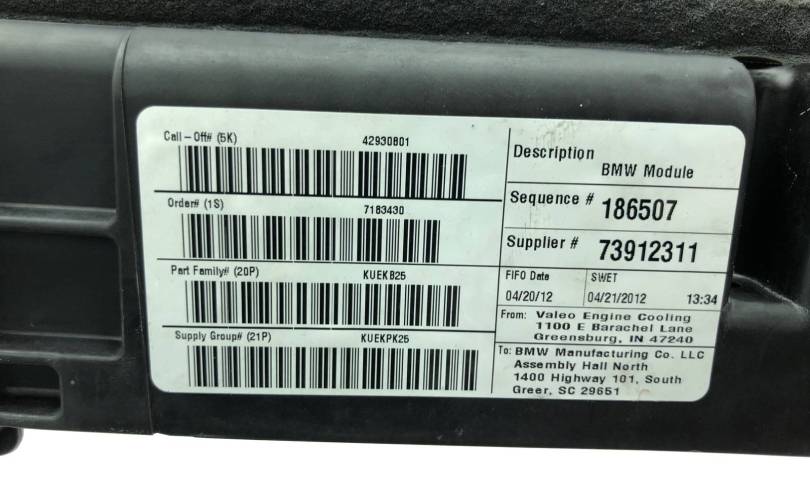 Call-Off# (5K) 42930801
Order# (1S) 7183430
Part Family# (20P) KUEKB25
Supply Group# (21P) KUEKPK25
Description
BMW Module
Sequence # 186507
Supplier # 73912311
FIFO Date SWET
04/20/12 04/21/2012 13:34
From: Valeo Engine Cooling
1100 E Barachel Lane
Greensburg, IN 47240
To: BMW Manufacturing Co. LLC
Assembly Hall North
1400 Highway 101, South
Greer, SC 29651